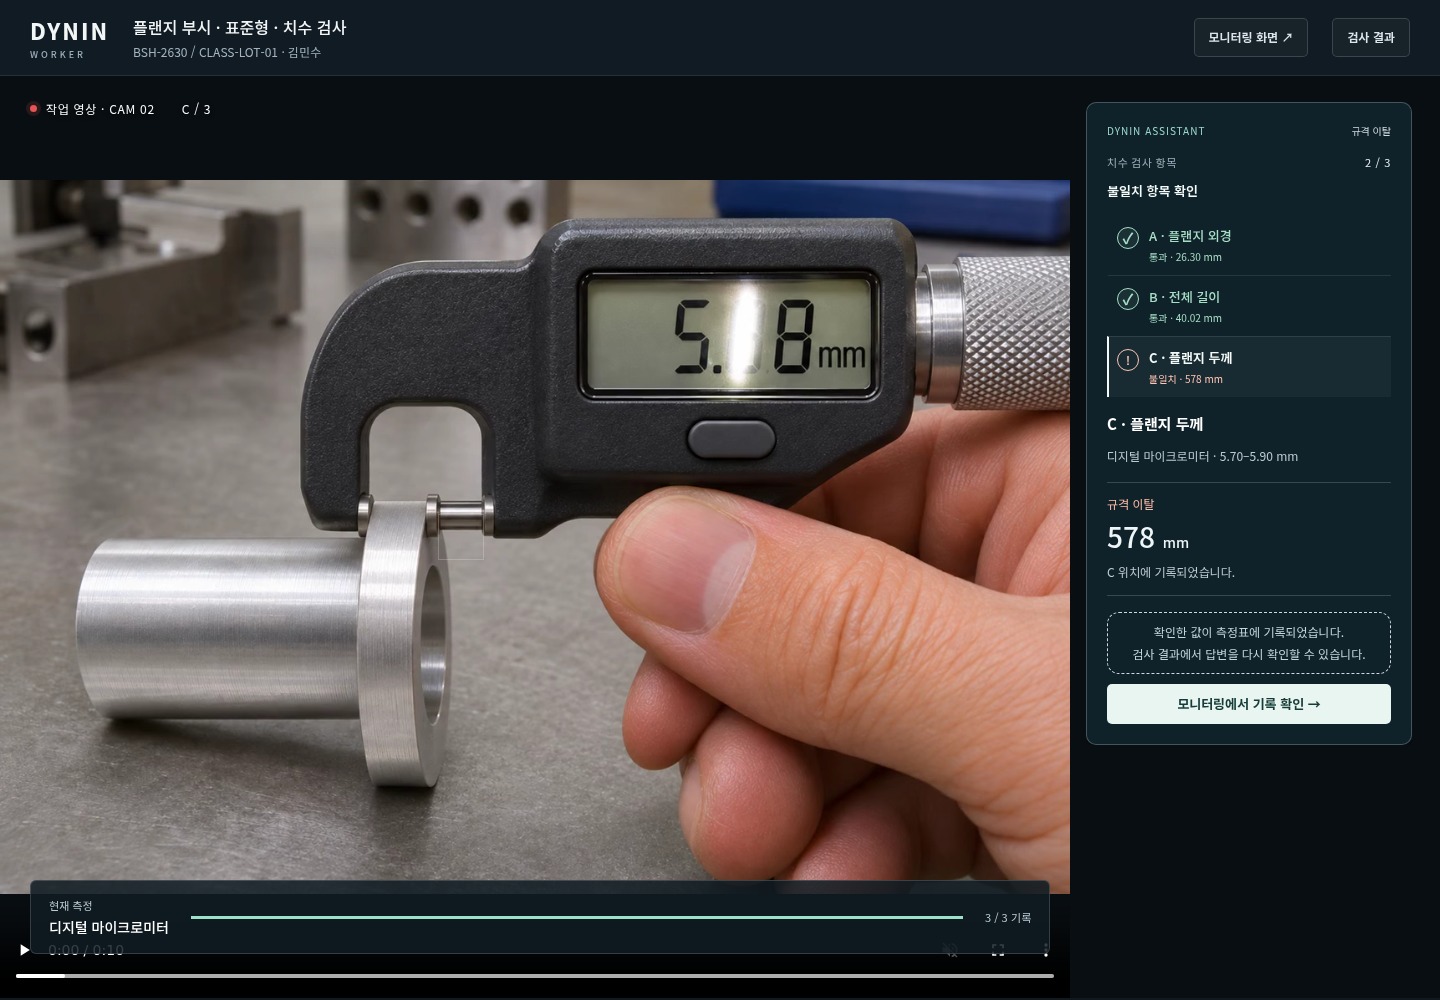 DYNIN
WORKER
플랜지 부시 · 표준형 · 치수 검사
BSH-2630 / CLASS-LOT-01 · 김민수
모니터링 화면 ↗
검사 결과
작업 영상 · CAM 02
C / 3
mm
현재 측정
디지털 마이크로미터
3 / 3 기록
0:00 / 0:10
DYNIN ASSISTANT
규격 이탈
치수 검사 항목
2 / 3
불일치 항목 확인
A · 플랜지 외경
통과 · 26.30 mm
B · 전체 길이
통과 · 40.02 mm
C · 플랜지 두께
불일치 · 578 mm
C · 플랜지 두께
디지털 마이크로미터 · 5.70–5.90 mm
규격 이탈
578 mm
C 위치에 기록되었습니다.
확인한 값이 측정표에 기록되었습니다.
검사 결과에서 답변을 다시 확인할 수 있습니다.
모니터링에서 기록 확인 →